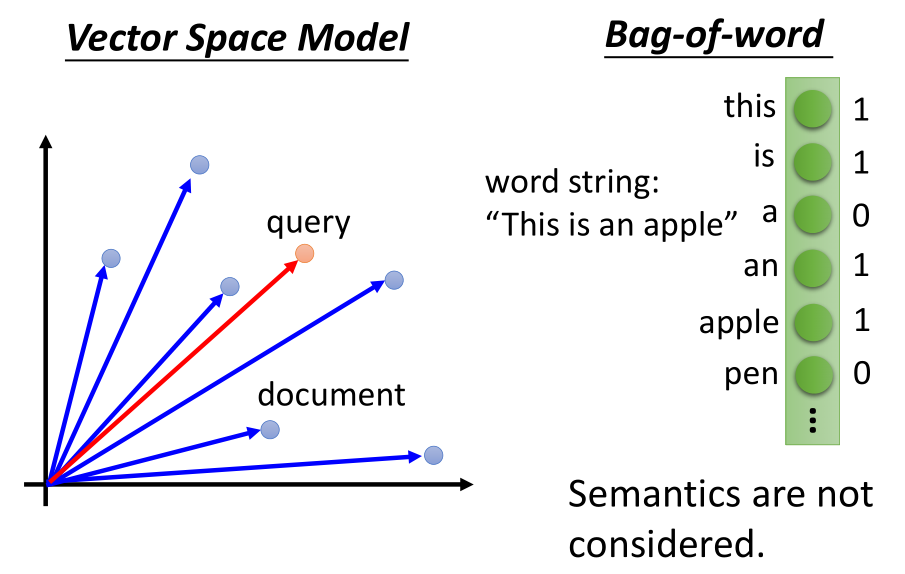 Vector Space Model
query
document
Bag-of-word
word string:
“This is an apple”
this 1
is 1
a 0
an 1
apple 1
pen 0
...
Semantics are not
considered.